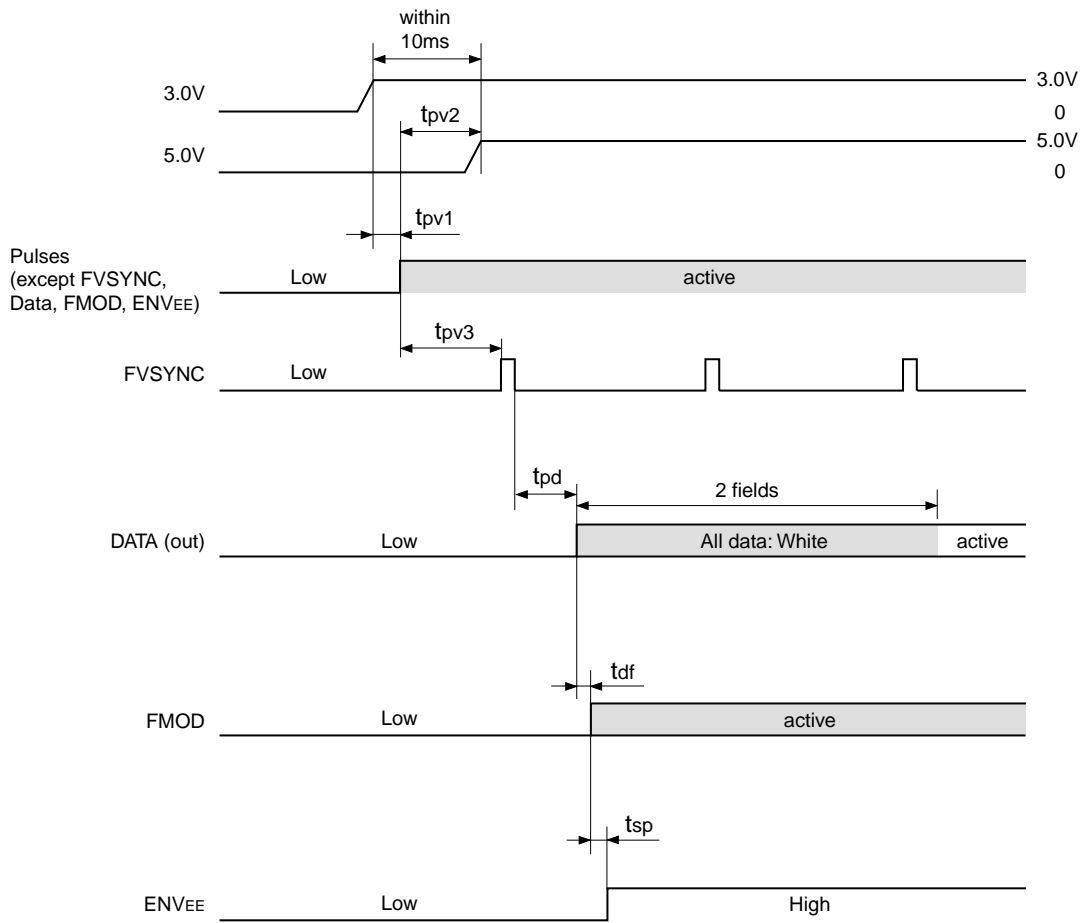 within
10ms
3.0V
3.0V
0
tpv2
5.0V
5.0V
0
tpv1
Pulses
(except FVSYNC,
Data, FMOD, ENVEE)
Low
active
tpv3
FVSYNC
Low
tpd
2 fields
DATA (out)
Low
All data: White
active
tdf
FMOD
Low
active
tsp
ENVEE
Low
High